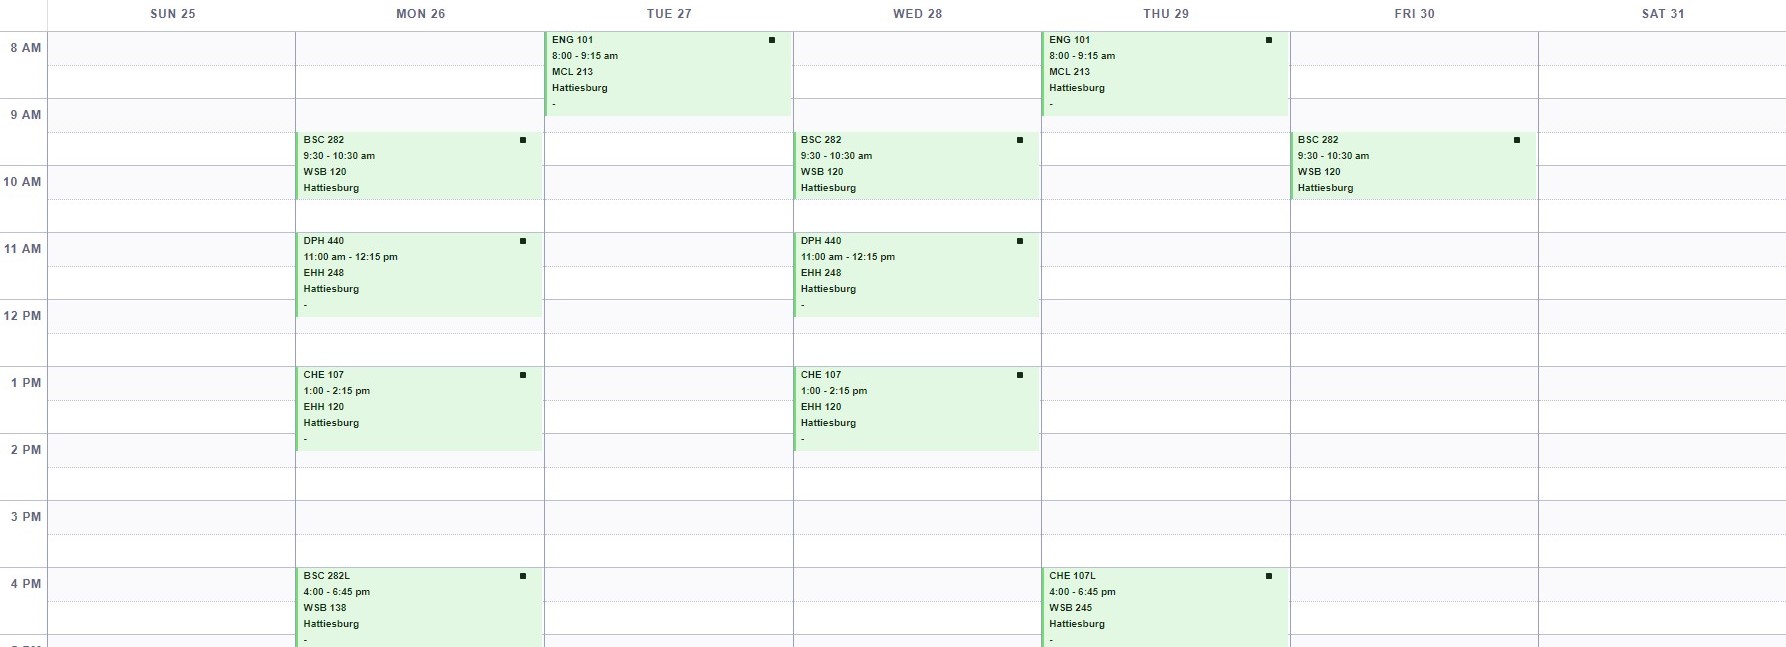 SUN 25
MON 26
TUE 27
WED 28
THU 29
FRI 30
SAT 31
8 AM
9 AM
10 AM
11 AM
12 PM
1 PM
2 PM
3 PM
4 PM
BSC 282
9:30 - 10:30 am
WSB 120
Hattiesburg
DPH 440
11:00 am - 12:15 pm
EHH 248
Hattiesburg
-
CHE 107
1:00 - 2:15 pm
EHH 120
Hattiesburg
-
BSC 282L
4:00 - 6:45 pm
WSB 138
Hattiesburg
-
ENG 101
8:00 - 9:15 am
MCL 213
Hattiesburg
-
BSC 282
9:30 - 10:30 am
WSB 120
Hattiesburg
DPH 440
11:00 am - 12:15 pm
EHH 248
Hattiesburg
-
CHE 107
1:00 - 2:15 pm
EHH 120
Hattiesburg
-
ENG 101
8:00 - 9:15 am
MCL 213
Hattiesburg
-
CHE 107L
4:00 - 6:45 pm
WSB 245
Hattiesburg
-
BSC 282
9:30 - 10:30 am
WSB 120
Hattiesburg